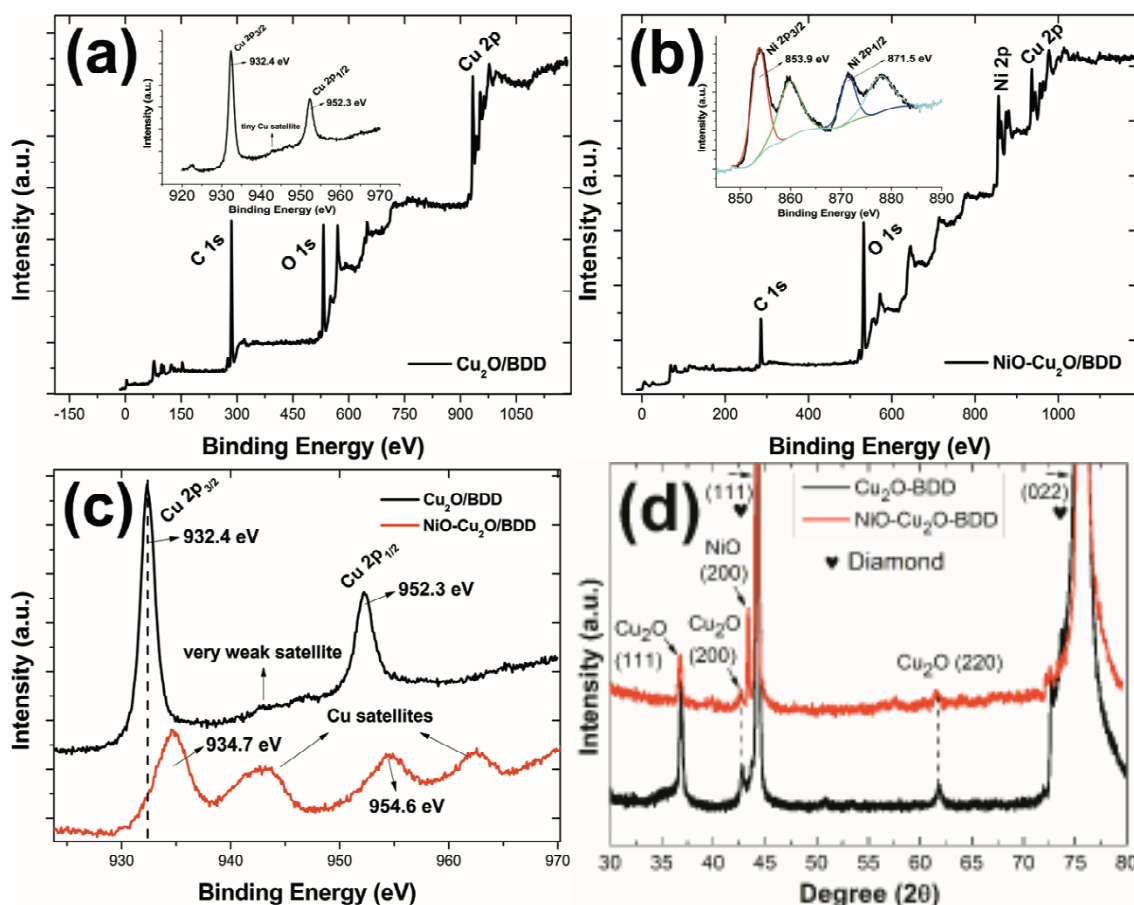 (a)
Cu 2p3/2
932.4 eV
Cu 2p1/2
952.3 eV
tiny Cu satellite
Intensity (a.u.)
920 930 940 950 960 970
Binding Energy (eV)
Cu 2p
C 1s
O 1s
Intensity (a.u.)
Cu₂O/BDD
-150 0 150 300 450 600 750 900 1050
Binding Energy (eV)
(b)
Ni 2p3/2
853.9 eV
Ni 2p1/2
871.5 eV
Intensity (a.u.)
850 860 870 880 890
Binding Energy (eV)
Ni 2p
Cu 2p
O 1s
C 1s
Intensity (a.u.)
NiO-Cu₂O/BDD
0 200 400 600 800 1000
Binding Energy (eV)
(c)
Cu 2p₃/₂
932.4 eV
Cu₂O/BDD
NiO-Cu₂O/BDD
Cu 2p₁/₂
952.3 eV
very weak satellite
Cu satellites
934.7 eV
954.6 eV
Intensity (a.u.)
930 940 950 960 970
Binding Energy (eV)
(d)
(111)
Cu₂O-BDD
NiO-Cu₂O-BDD
♥ Diamond
(022)
NiO
(200)
Cu₂O
(111)
Cu₂O
(200)
Cu₂O (220)
Intensity (a.u.)
30 35 40 45 50 55 60 65 70 75 80
Degree (2θ)